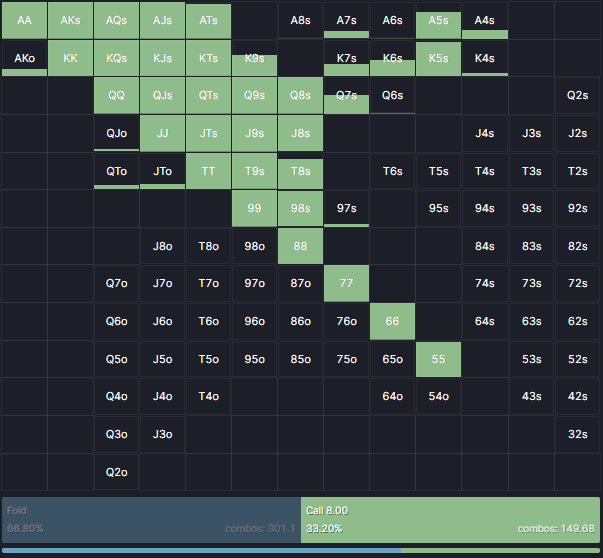 AA AKs AQs AJs ATs A8s A7s A6s A5s A4s
AKo KK KQs KJs KTs K9s K7s K6s K5s K4s
QQ QJs QTs Q9s Q8s Q7s Q6s Q2s
QJo JJ JTs J9s J8s J4s J3s J2s
QTo JTo TT T9s T8s T6s T5s T4s T3s T2s
99 98s 97s 95s 94s 93s 92s
J8o T8o 98o 88 84s 83s 82s
Q7o J7o T7o 97o 87o 77 74s 73s 72s
Q6o J6o T6o 96o 86o 76o 66 64s 63s 62s
Q5o J5o T5o 95o 85o 75o 65o 55 53s 52s
Q4o J4o T4o 64o 54o 43s 42s
Q3o J3o 32s
Q2o
Fold Call 8.00
66.80% combos: 301.1 33.20% combos: 149.68